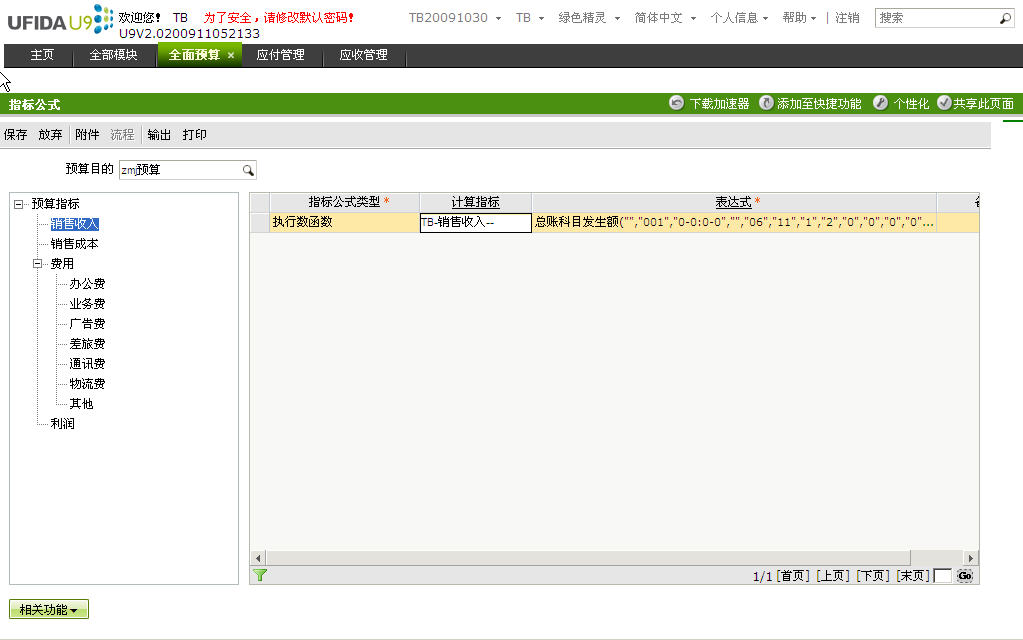 UFIDA U9 欢迎您! TB 为了安全，请修改默认密码! TB20091030 TB 绿色精灵 简体中文 个人信息 帮助 | 注销 搜索
U9V2.0200911052133
主页 全部模块 全面预算 × 应付管理 应收管理
指标公式 下载加速器 添加至快捷功能 个性化 共享此页面
保存 放弃 附件 流程 输出 打印
预算目的 zmj预算
预算指标
销售收入
销售成本
费用
办公费
业务费
广告费
差旅费
通讯费
物流费
其他
利润
指标公式类型 * 计算指标 表达式 *
执行数函数 TB-销售收入-- 总账科目发生额("","001","0-0:0-0","","06","11","1","2","0","0","0","0"...
1/1 [首页] [上页] [下页] [末页] Go
相关功能